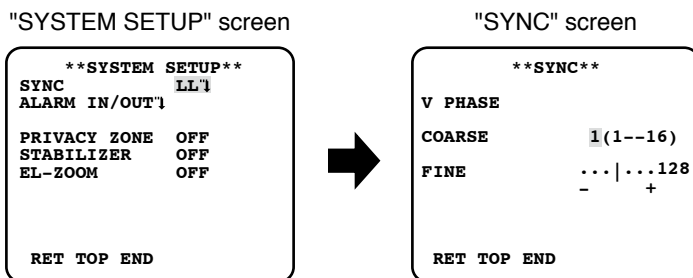 "SYSTEM SETUP" screen
**SYSTEM SETUP**
SYNC LL↴
ALARM IN/OUT↴
PRIVACY ZONE OFF
STABILIZER OFF
EL-ZOOM OFF
RET TOP END
"SYNC" screen
**SYNC**
V PHASE
COARSE 1(1--16)
FINE ...|...128
- +
RET TOP END